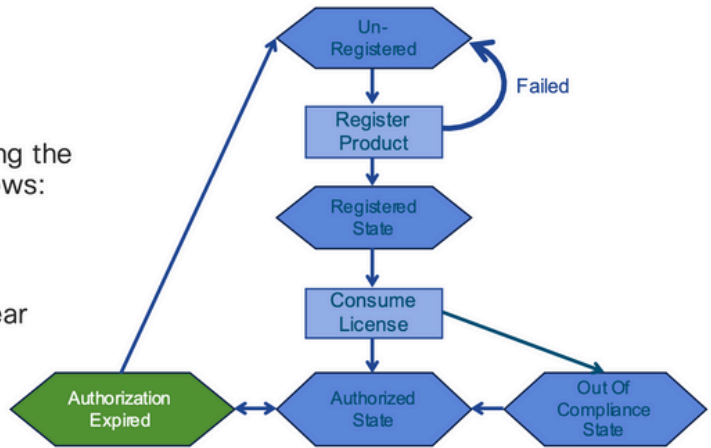 Un-
Registered
Failed
Register
Product
ng the
ows:
Registered
State
Consume
License
ear
Authorization
Expired
Authorized
State
Out Of
Compliance
State